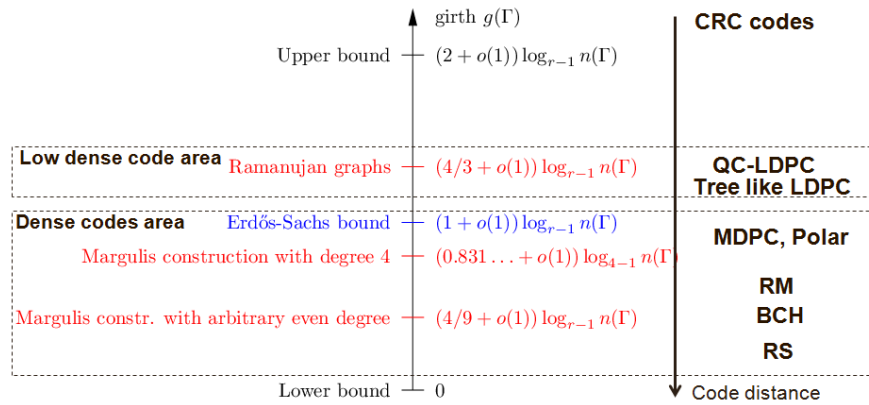 girth g(Γ)
CRC codes
Upper bound (2 + o(1)) log_{r−1} n(Γ)
Low dense code area
Ramanujan graphs (4/3 + o(1)) log_{r−1} n(Γ)
QC-LDPC
Tree like LDPC
Dense codes area
Erdős-Sachs bound (1 + o(1)) log_{r−1} n(Γ)
MDPC, Polar
Margulis construction with degree 4 (0.831 … + o(1)) log_{4−1} n(Γ)
RM
Margulis constr. with arbitrary even degree (4/9 + o(1)) log_{r−1} n(Γ)
BCH
RS
Lower bound 0
Code distance